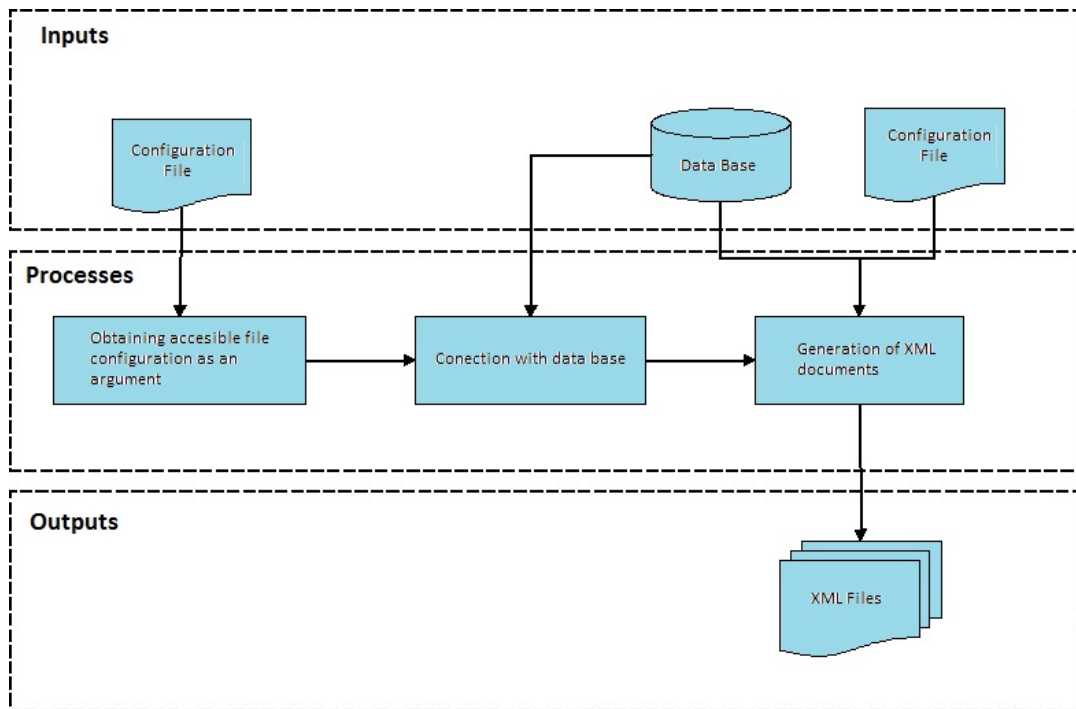 Inputs
Configuration
File
Data Base
Configuration
File
Processes
Obtaining accesible file
configuration as an
argument
Conection with data base
Generation of XML
documents
Outputs
XML Files